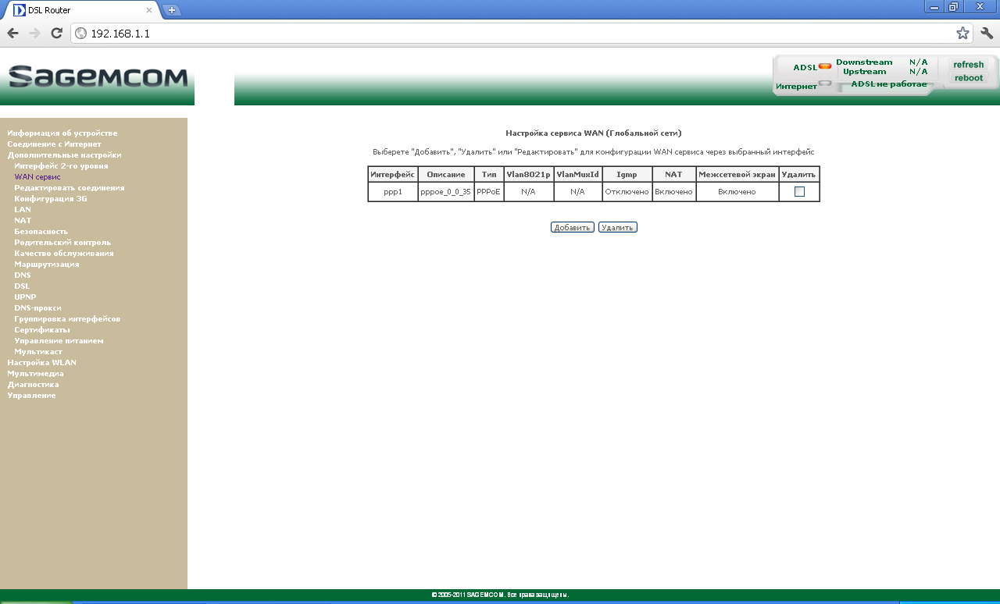 DSL Router
192.168.1.1
SAGEMCOM
ADSL
Downstream N/A
Upstream N/A
Интернет
ADSL не работае
refresh
reboot
Информация об устройстве
Соединение с Интернет
Дополнительные настройки
Интерфейс 2-го уровня
WAN сервис
Редактировать соединения
Конфигурация 3G
LAN
NAT
Безопасность
Родительский контроль
Качество обслуживания
Маршрутизация
DNS
DSL
UPNP
DNS-прокси
Группировка интерфейсов
Сертификаты
Управление питанием
Мультикаст
Настройка WLAN
Мультимедиа
Диагностика
Управление
Настройка сервиса WAN (Глобальной сети)
Выберете "Добавить", "Удалить" или "Редактировать" для конфигурации WAN сервиса через выбранный интерфейс
Интерфейс Описание Тип Vlan8021p VlanMuxId Igmp NAT Межсетевой экран Удалить
ppp1 pppoe_0_0_35 PPPoE N/A N/A Отключено Включено Включено
Добавить Удалить
© 2005-2011 SAGEMCOM. Все права защищены.